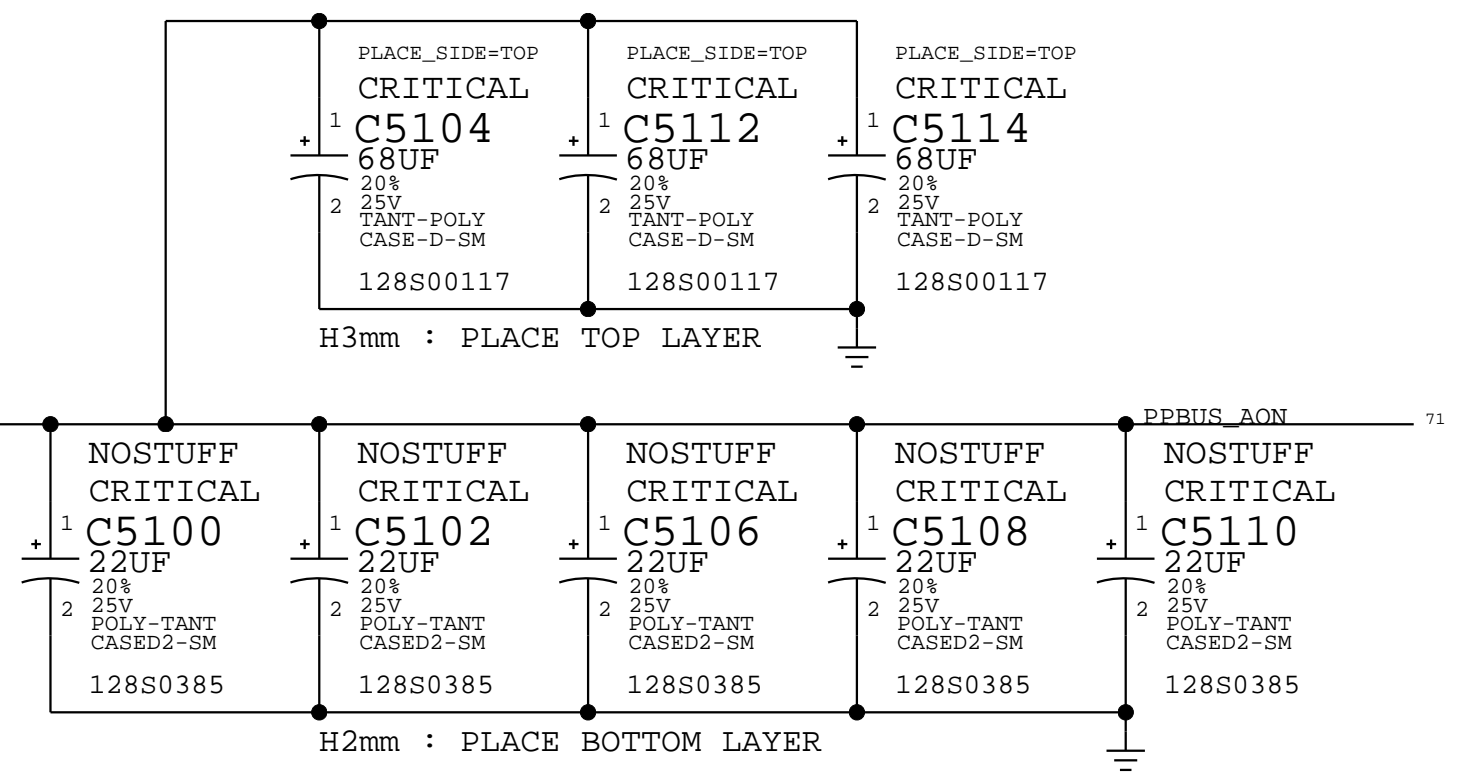 PLACE_SIDE=TOP
CRITICAL
1
+
C5104
68UF
20%
2
25V
TANT-POLY
CASE-D-SM
128S00117
PLACE_SIDE=TOP
CRITICAL
1
+
C5112
68UF
20%
2
25V
TANT-POLY
CASE-D-SM
128S00117
PLACE_SIDE=TOP
CRITICAL
1
+
C5114
68UF
20%
2
25V
TANT-POLY
CASE-D-SM
128S00117
H3mm : PLACE TOP LAYER
PPBUS_AON
71
NOSTUFF
CRITICAL
1
+
C5100
22UF
20%
2
25V
POLY-TANT
CASED2-SM
128S0385
NOSTUFF
CRITICAL
1
+
C5102
22UF
20%
2
25V
POLY-TANT
CASED2-SM
128S0385
NOSTUFF
CRITICAL
1
+
C5106
22UF
20%
2
25V
POLY-TANT
CASED2-SM
128S0385
NOSTUFF
CRITICAL
1
+
C5108
22UF
20%
2
25V
POLY-TANT
CASED2-SM
128S0385
NOSTUFF
CRITICAL
1
+
C5110
22UF
20%
2
25V
POLY-TANT
CASED2-SM
128S0385
H2mm : PLACE BOTTOM LAYER